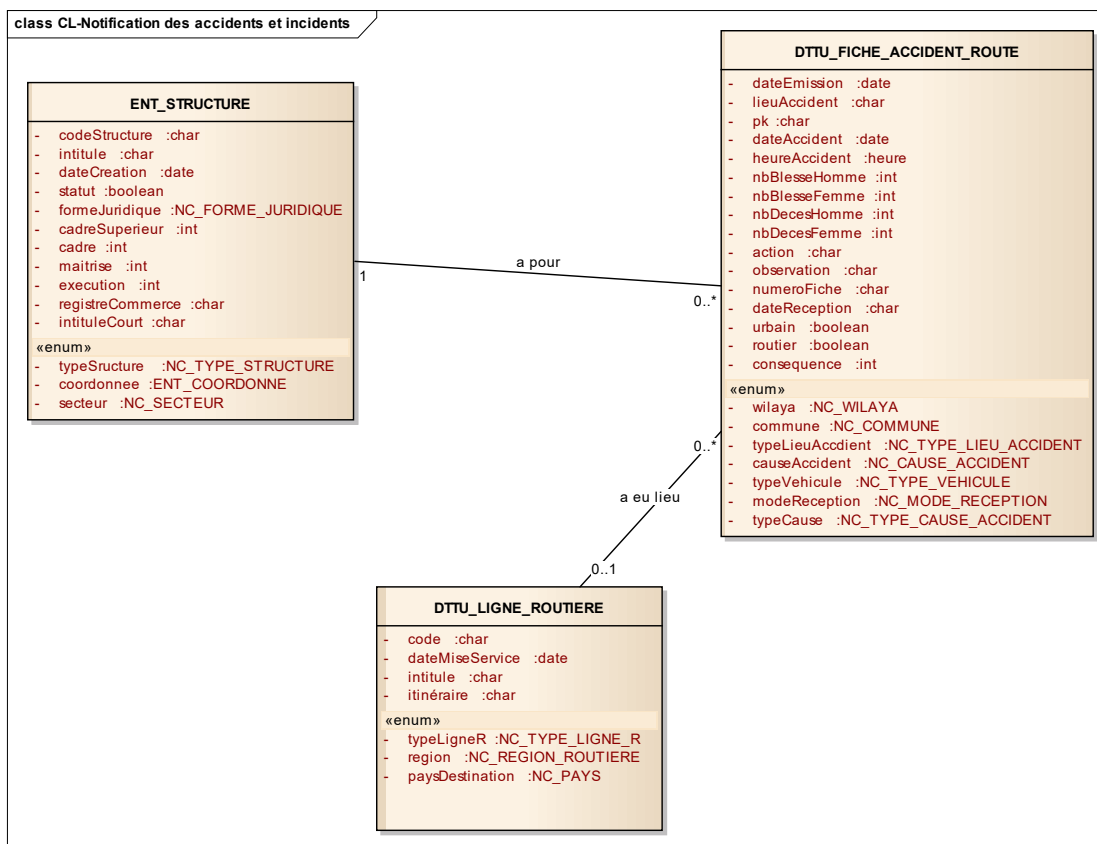 class CL-Notification des accidents et incidents
ENT_STRUCTURE
- codeStructure :char
- intitule :char
- dateCreation :date
- statut :boolean
- formeJuridique :NC_FORME_JURIDIQUE
- cadreSuperieur :int
- cadre :int
- maitrise :int
- execution :int
- registreCommerce :char
- intituleCourt :char
«enum»
- typeSructure :NC_TYPE_STRUCTURE
- coordonnee :ENT_COORDONNE
- secteur :NC_SECTEUR
1
a pour
0..*
DTTU_FICHE_ACCIDENT_ROUTE
- dateEmission :date
- lieuAccident :char
- pk :char
- dateAccident :date
- heureAccident :heure
- nbBlesseHomme :int
- nbBlesseFemme :int
- nbDecesHomme :int
- nbDecesFemme :int
- action :char
- observation :char
- numeroFiche :char
- dateReception :char
- urbain :boolean
- routier :boolean
- consequence :int
«enum»
- wilaya :NC_WILAYA
- commune :NC_COMMUNE
- typeLieuAccdient :NC_TYPE_LIEU_ACCIDENT
- causeAccident :NC_CAUSE_ACCIDENT
- typeVehicule :NC_TYPE_VEHICULE
- modeReception :NC_MODE_RECEPTION
- typeCause :NC_TYPE_CAUSE_ACCIDENT
0..*
a eu lieu
0..1
DTTU_LIGNE_ROUTIERE
- code :char
- dateMiseService :date
- intitule :char
- itinéraire :char
«enum»
- typeLigneR :NC_TYPE_LIGNE_R
- region :NC_REGION_ROUTIERE
- paysDestination :NC_PAYS